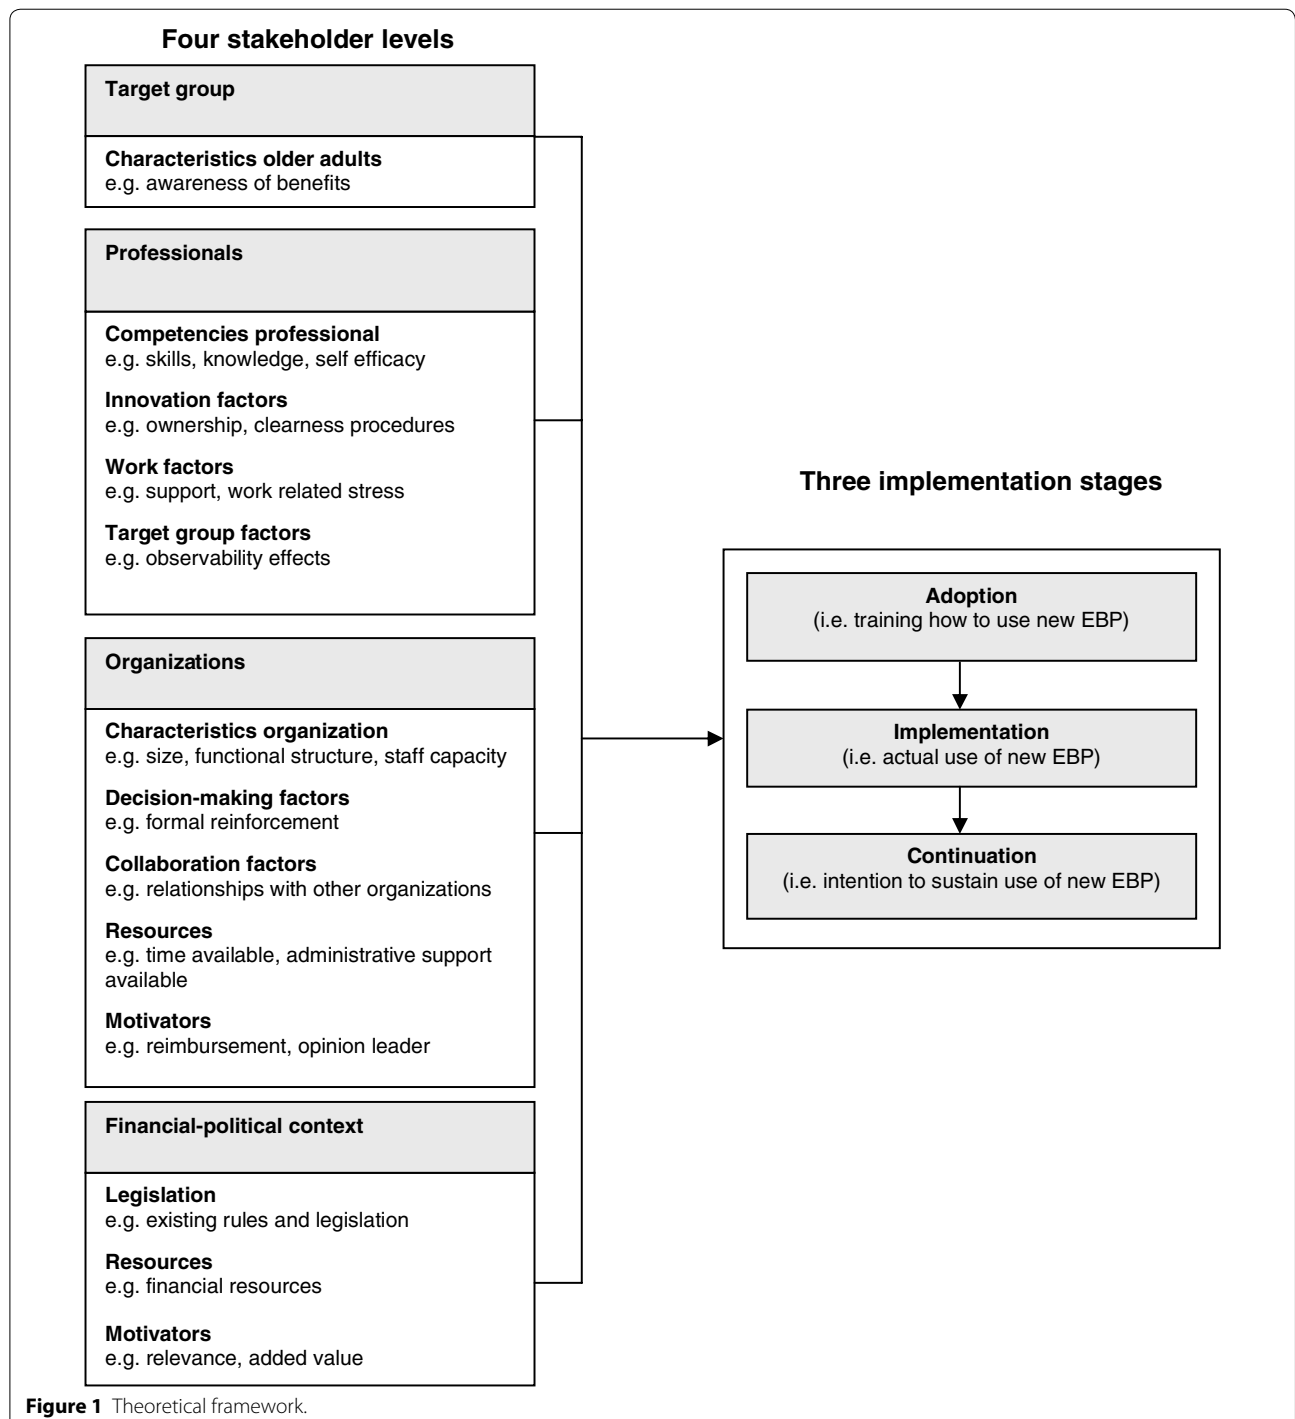 Four stakeholder levels
Target group
Characteristics older adults
e.g. awareness of benefits
Professionals
Competencies professional
e.g. skills, knowledge, self efficacy
Innovation factors
e.g. ownership, clearness procedures
Work factors
e.g. support, work related stress
Target group factors
e.g. observability effects
Organizations
Characteristics organization
e.g. size, functional structure, staff capacity
Decision-making factors
e.g. formal reinforcement
Collaboration factors
e.g. relationships with other organizations
Resources
e.g. time available, administrative support
available
Motivators
e.g. reimbursement, opinion leader
Financial-political context
Legislation
e.g. existing rules and legislation
Resources
e.g. financial resources
Motivators
e.g. relevance, added value
Three implementation stages
Adoption
(i.e. training how to use new EBP)
Implementation
(i.e. actual use of new EBP)
Continuation
(i.e. intention to sustain use of new EBP)
Figure 1 Theoretical framework.